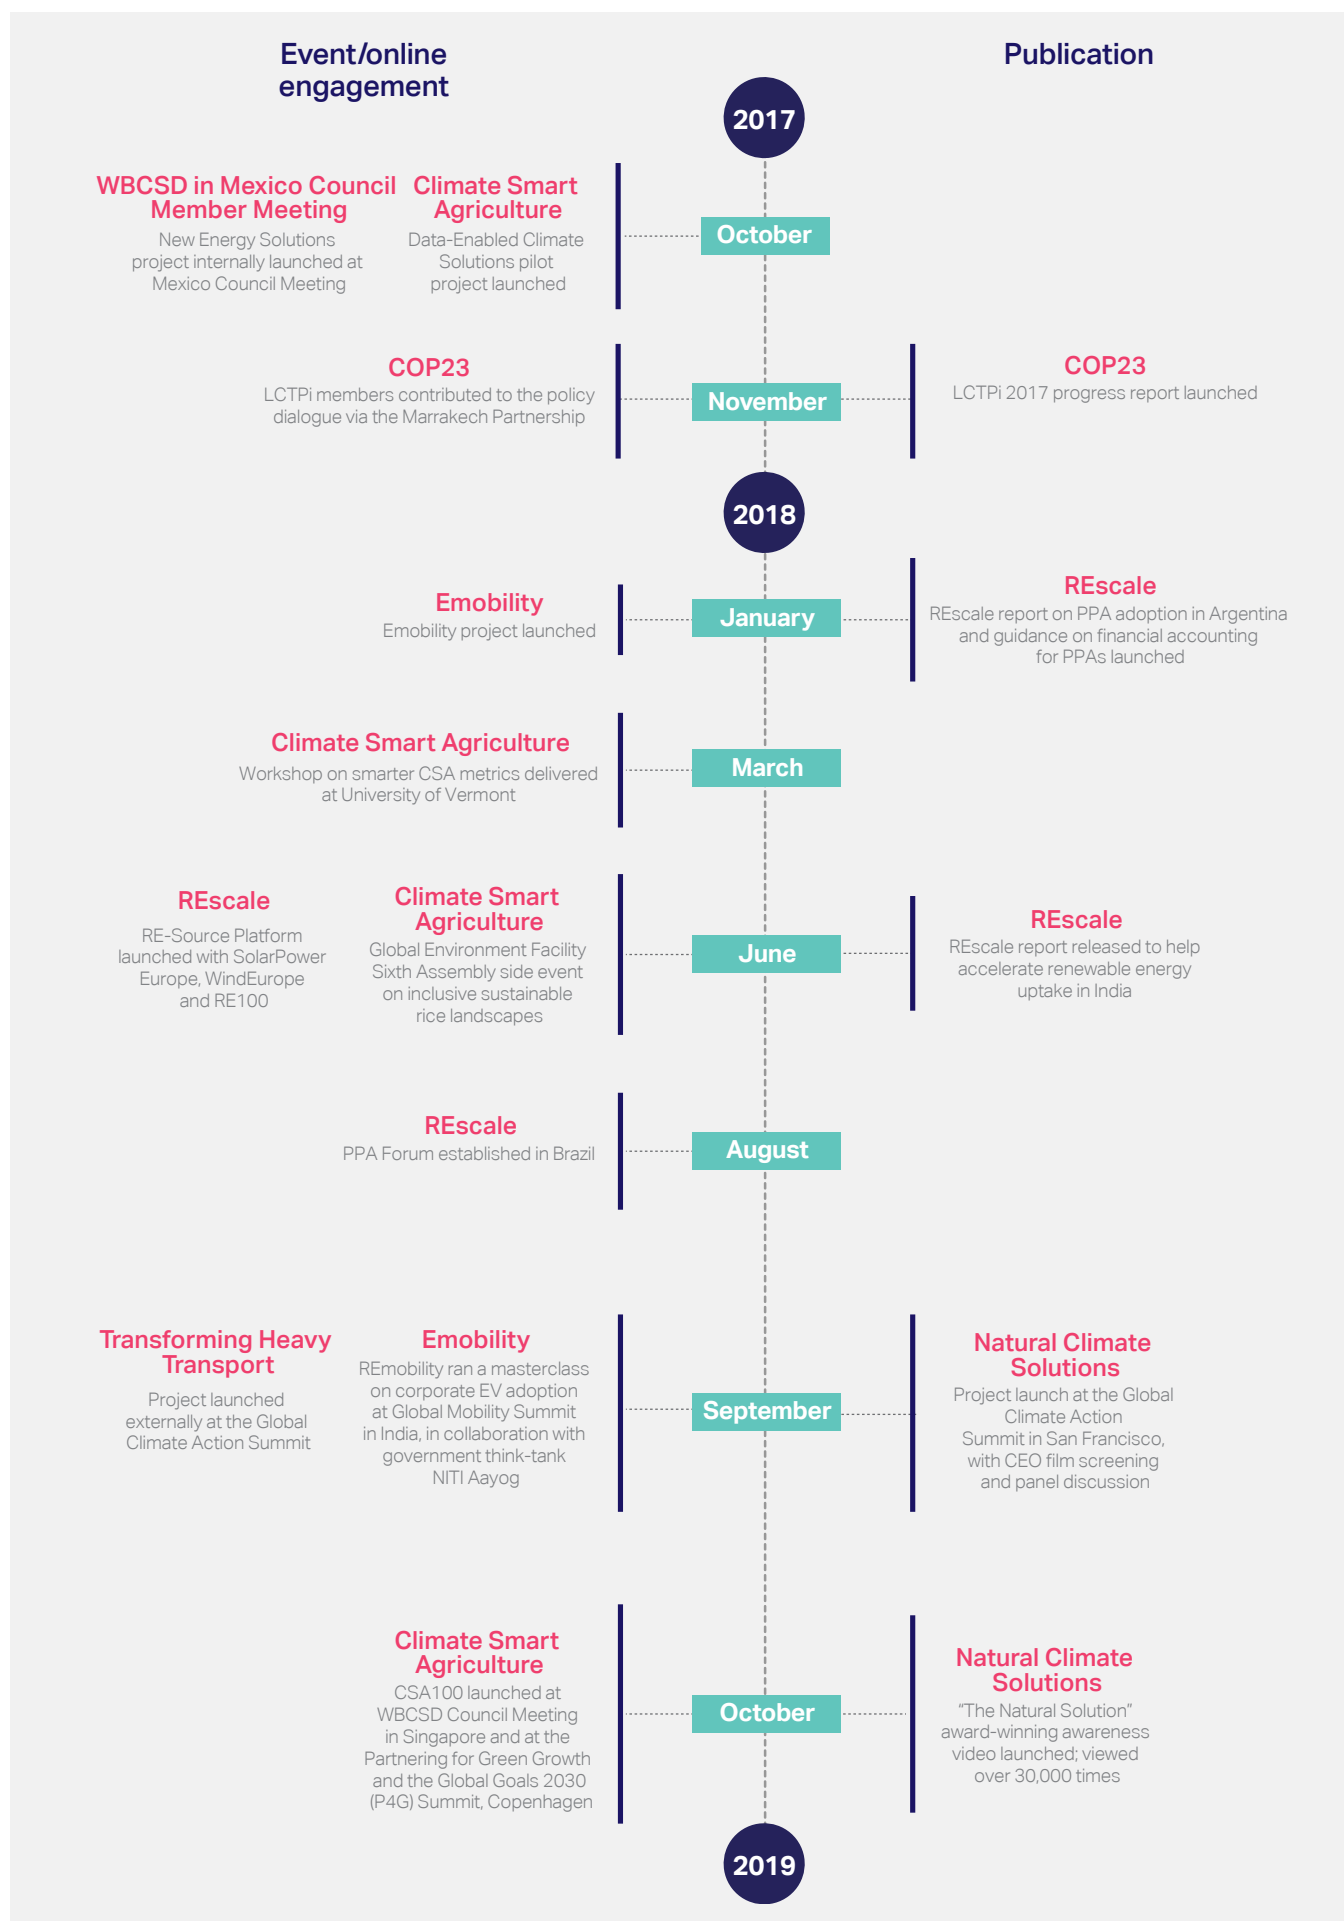 Event/online
engagement
Publication
2017
WBCSD in Mexico Council
Member Meeting
New Energy Solutions
project internally launched at
Mexico Council Meeting
Climate Smart
Agriculture
Data-Enabled Climate
Solutions pilot
project launched
October
COP23
LCTPi members contributed to the policy
dialogue via the Marrakech Partnership
November
COP23
LCTPi 2017 progress report launched
2018
Emobility
Emobility project launched
January
REscale
REscale report on PPA adoption in Argentina
and guidance on financial accounting
for PPAs launched
Climate Smart Agriculture
Workshop on smarter CSA metrics delivered
at University of Vermont
March
REscale
RE-Source Platform
launched with SolarPower
Europe, WindEurope
and RE100
Climate Smart
Agriculture
Global Environment Facility
Sixth Assembly side event
on inclusive sustainable
rice landscapes
June
REscale
REscale report released to help
accelerate renewable energy
uptake in India
REscale
PPA Forum established in Brazil
August
Transforming Heavy
Transport
Project launched
externally at the Global
Climate Action Summit
Emobility
REmobility ran a masterclass
on corporate EV adoption
at Global Mobility Summit
in India, in collaboration with
government think-tank
NITI Aayog
September
Natural Climate
Solutions
Project launch at the Global
Climate Action
Summit in San Francisco,
with CEO film screening
and panel discussion
Climate Smart
Agriculture
CSA100 launched at
WBCSD Council Meeting
in Singapore and at the
Partnering for Green Growth
and the Global Goals 2030
(P4G) Summit, Copenhagen
October
Natural Climate
Solutions
“The Natural Solution”
award-winning awareness
video launched; viewed
over 30,000 times
2019